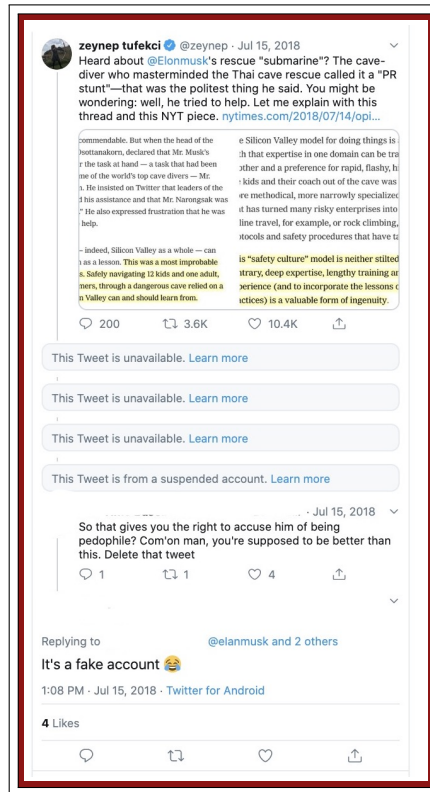 zeynep tufekci @zeynep · Jul 15, 2018
Heard about @Elonmusk's rescue "submarine"? The cave-
diver who masterminded the Thai cave rescue called it a "PR
stunt"—that was the politest thing he said. You might be
wondering: well, he tried to help. Let me explain with this
thread and this NYT piece. nytimes.com/2018/07/14/opi...
commendable. But when the head of the
sottanakorn, declared that Mr. Musk's
r the task at hand — a task that had been
me of the world's top cave divers — Mr.
. He insisted on Twitter that leaders of the
his assistance and that Mr. Narongsak was
" He also expressed frustration that he was
help.
– indeed, Silicon Valley as a whole — can
as a lesson. This was a most improbable
s. Safely navigating 12 kids and one adult,
mers, through a dangerous cave relied on a
n Valley can and should learn from.
e Silicon Valley model for doing things is
h that expertise in one domain can be tra
other and a preference for rapid, flashy, hi
kids and their coach out of the cave was
re methodical, more narrowly specialized
t has turned many risky enterprises into
line travel, for example, or rock climbing,
otocols and safety procedures that have ta
is "safety culture" model is neither stilted
ntrary, deep expertise, lengthy training an
perience (and to incorporate the lessons o
actices) is a valuable form of ingenuity.
200 3.6K 10.4K
This Tweet is unavailable. Learn more
This Tweet is unavailable. Learn more
This Tweet is unavailable. Learn more
This Tweet is from a suspended account. Learn more
· Jul 15, 2018
So that gives you the right to accuse him of being
pedophile? Com'on man, you're supposed to be better than
this. Delete that tweet
1 1 4
Replying to @elanmusk and 2 others
It's a fake account 😂
1:08 PM · Jul 15, 2018 · Twitter for Android
4 Likes